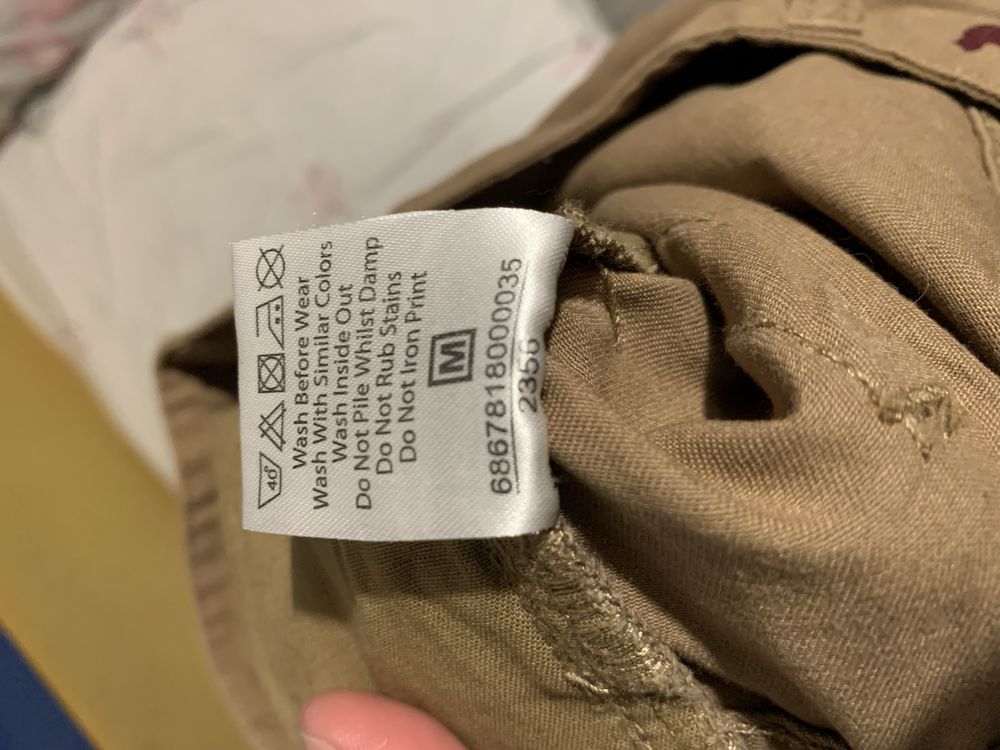 40°
Wash Before Wear
Wash With Similar Colors
Wash Inside Out
Do Not Pile Whilst Damp
Do Not Rub Stains
Do Not Iron Print
M
6867818000035
2356